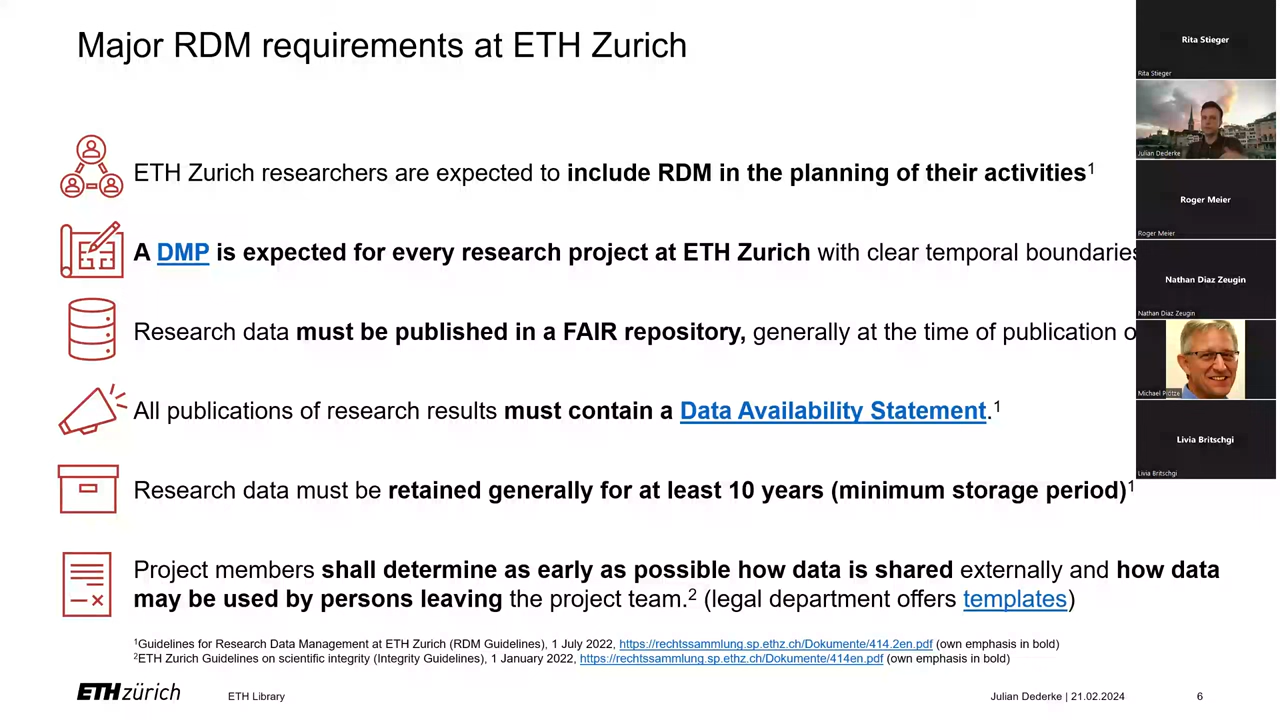 Major RDM requirements at ETH Zurich
ETH Zurich researchers are expected to include RDM in the planning of their activities¹
A DMP is expected for every research project at ETH Zurich with clear temporal boundaries
Research data must be published in a FAIR repository, generally at the time of publication
All publications of research results must contain a Data Availability Statement.¹
Research data must be retained generally for at least 10 years (minimum storage period)¹
Project members shall determine as early as possible how data is shared externally and how data
may be used by persons leaving the project team.² (legal department offers templates)
¹Guidelines for Research Data Management at ETH Zurich (RDM Guidelines), 1 July 2022, https://rechtssammlung.sp.ethz.ch/Dokumente/414.2en.pdf (own emphasis in bold)
²ETH Zurich Guidelines on scientific integrity (Integrity Guidelines), 1 January 2022, https://rechtssammlung.sp.ethz.ch/Dokumente/414en.pdf (own emphasis in bold)
ETH zürich
ETH Library
Julian Dederke | 21.02.2024
6
Rita Stieger
Rita Stieger
Julian Dederke
Roger Meier
Roger Meier
Nathan Diaz Zeugin
Nathan Diaz Zeugin
Michael Plötze
Livia Britschgi
Livia Britschgi